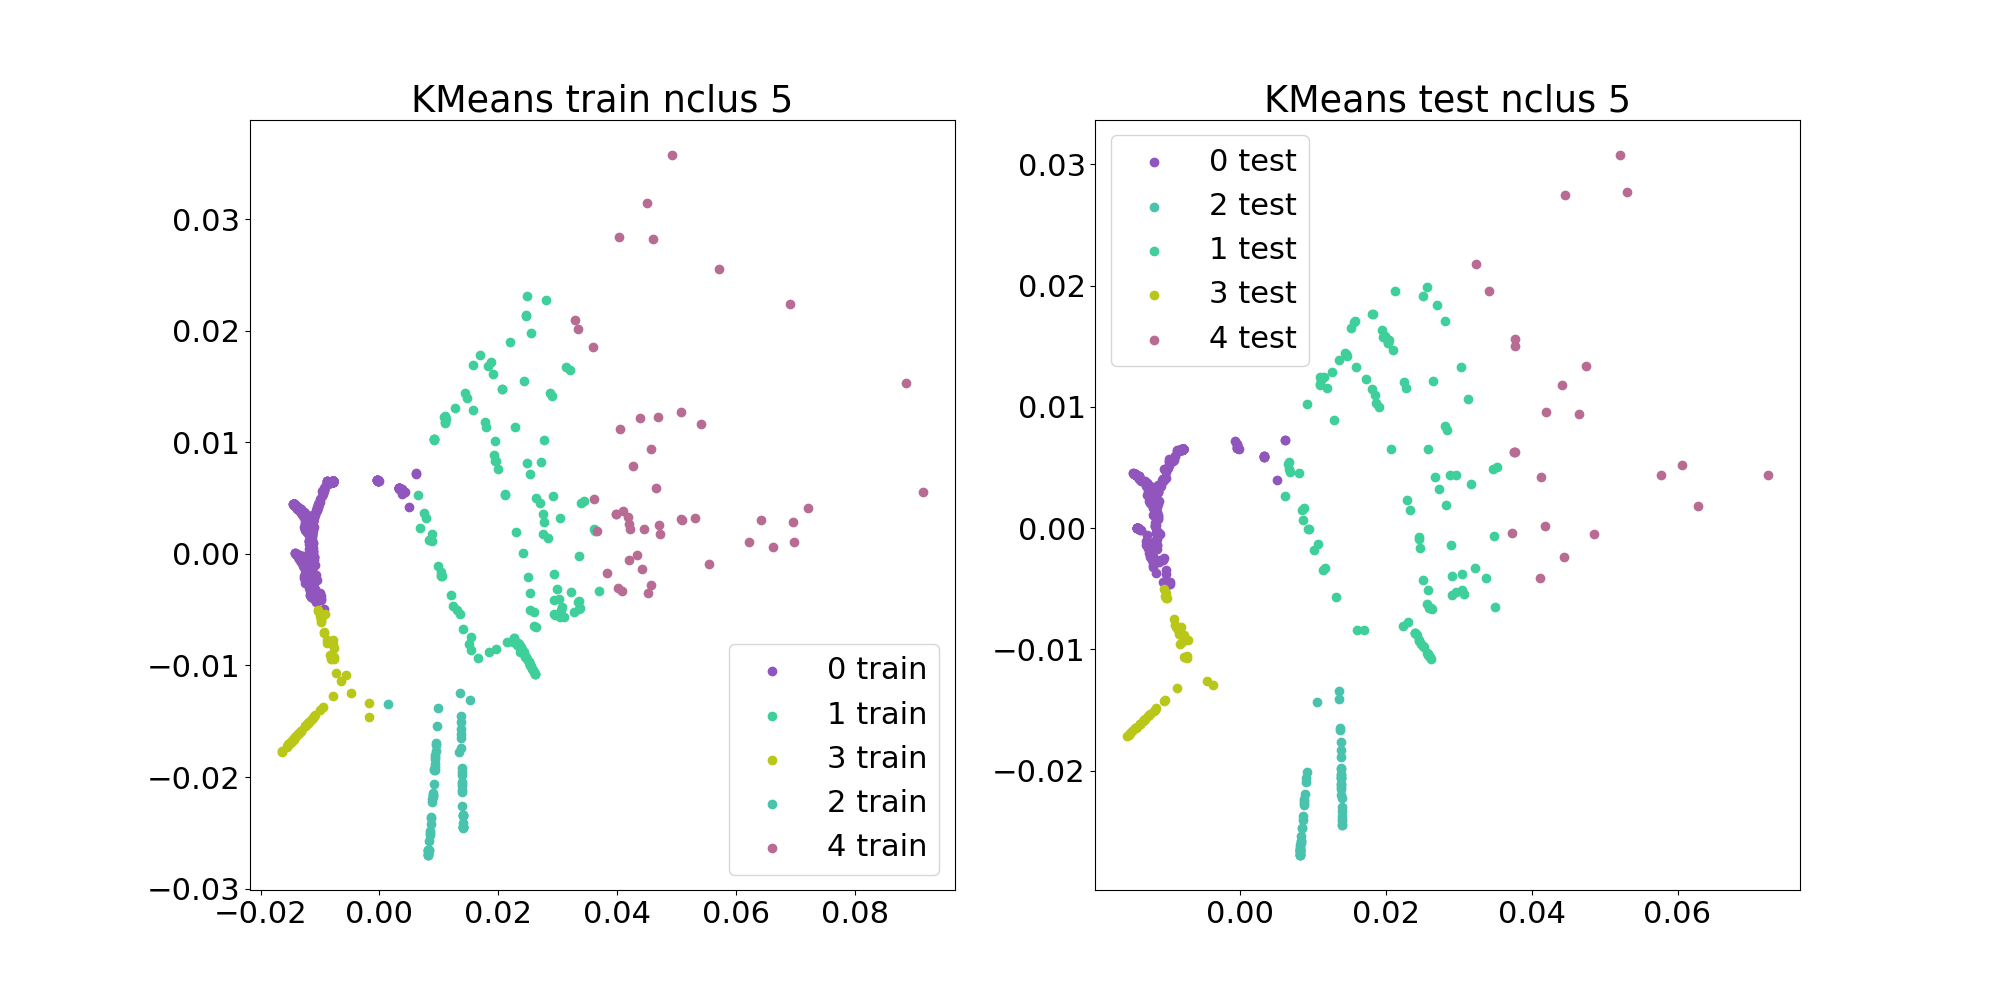 KMeans train nclus 5
0.03
0.02
0.01
0.00
−0.01
−0.02
−0.03
−0.02 0.00 0.02 0.04 0.06 0.08
0 train
1 train
3 train
2 train
4 train
KMeans test nclus 5
0.03
0.02
0.01
0.00
−0.01
−0.02
0.00 0.02 0.04 0.06
0 test
2 test
1 test
3 test
4 test